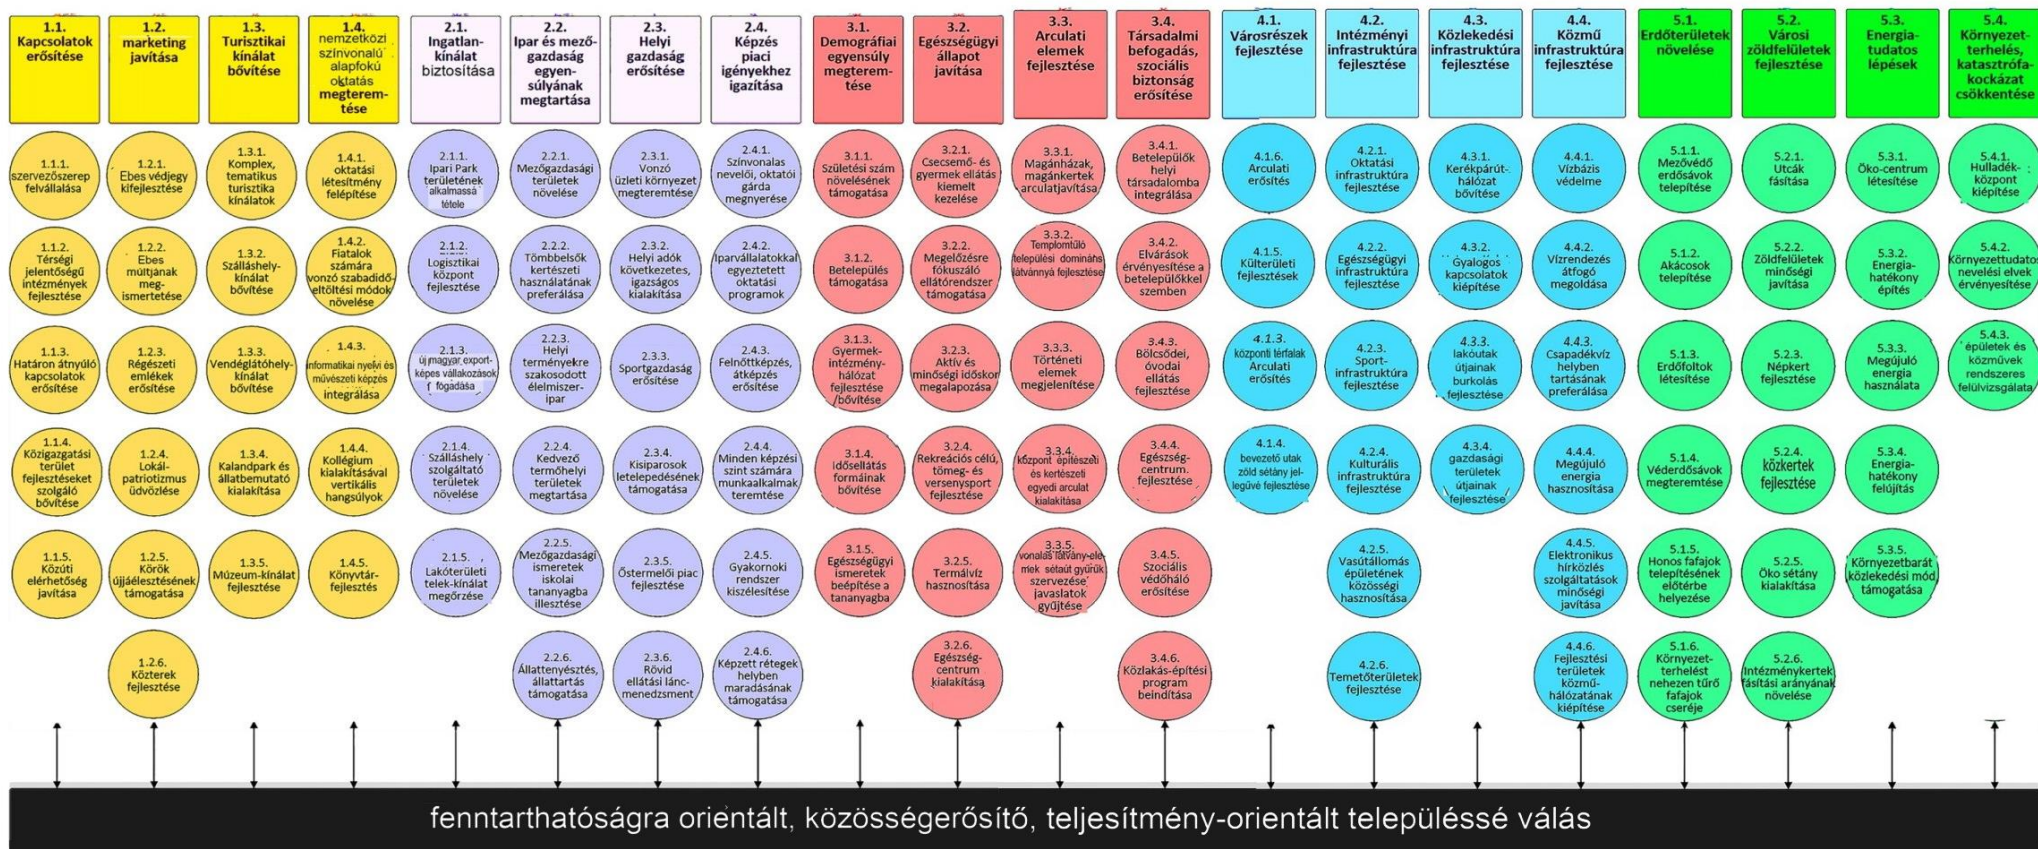 1.1.
Kapcsolatok
erősítése
1.2.
marketing
javítása
1.3.
Turisztikai
kínálat
bővítése
1.4.
nemzetközi
színvonalú
alapfokú
oktatás
megterem-
tése
2.1.
Ingatlan-
kínálat
biztosítása
2.2.
Ipar és mező-
gazdaság
egyen-
súlyának
megtartása
2.3.
Helyi
gazdaság
erősítése
2.4.
Képzés
piaci
igényekhez
igazítása
3.1.
Demográfiai
egyensúly
megterem-
tése
3.2.
Egészségügyi
állapot
javítása
3.3.
Arculati
elemek
fejlesztése
3.4.
Társadalmi
befogadás,
szociális
biztonság
erősítése
4.1.
Városrészek
fejlesztése
4.2.
Intézményi
infrastruktúra
fejlesztése
4.3.
Közlekedési
infrastruktúra
fejlesztése
4.4.
Közmű
infrastruktúra
fejlesztése
5.1.
Erdőterületek
növelése
5.2.
Városi
zöldfelületek
fejlesztése
5.3.
Energia-
tudatos
lépések
5.4.
Környezet-
terhelés,
katasztrófa-
kockázat
csökkentése
1.1.1.
szervezőszerep
felvállalása
1.2.1.
Ebes védjegy
kifejlesztése
1.3.1.
Komplex,
tematikus
turisztika
kínálatok
1.4.1.
oktatási
létesítmény
felépítése
2.1.1.
Ipari Park
területének
alkalmassá
tétele
2.2.1.
Mezőgazdasági
területek
növelése
2.3.1.
Vonzó
üzleti környezet
megteremtése
2.4.1.
Színvonalas
nevelői, oktatói
gárda
megnyerése
3.1.1.
Születési szám
növelésének
támogatása
3.2.1.
Csecsemő- és
gyermek ellátás
kiemelt
kezelése
3.3.1.
Magánházak,
magánkertek
arculatjavítása
3.4.1.
Betelepülők
helyi
társadalomba
integrálása
4.1.6.
Arculati
erősítés
4.2.1.
Oktatási
infrastruktúra
fejlesztése
4.3.1.
Kerékpárút-
hálózat
bővítése
4.4.1.
Vízbázis
védelme
5.1.1.
Mezővédő
erdősávok
telepítése
5.2.1.
Utcák
fásítása
5.3.1.
Öko-centrum
létesítése
5.4.1.
Hulladék-
központ
kiépítése
1.1.2.
Térségi
jelentőségű
intézmények
fejlesztése
1.2.2.
Ebes
múltjának
meg-
ismertetése
1.3.2.
Szálláshely-
kínálat
bővítése
1.4.2.
Fiatalok
számára
vonzó szabadidő-
eltöltési módok
növelése
2.1.2.
Logisztikai
központ
fejlesztése
2.2.2.
Tömbbelsők
kertészeti
használatának
preferálása
2.3.2.
Helyi adók
következetes,
igazságos
kialakítása
2.4.2.
Iparvállalatokkal
egyeztetett
oktatási
programok
3.1.2.
Betelepülés
támogatása
3.2.2.
Megelőzésre
fókuszáló
ellátórendszer
támogatása
3.3.2.
Templomtűlő
települési domináns
látvánnyá fejlesztése
3.4.2.
Elvárások
érvényesítése a
betelepülőkkel
szemben
4.1.5.
Külterületi
fejlesztések
4.2.2.
Egészségügyi
infrastruktúra
fejlesztése
4.3.2.
Gyalogos
kapcsolatok
kiépítése
4.4.2.
Vízrendezés
átfogó
megoldása
5.1.2.
Akácosok
telepítése
5.2.2.
Zöldfelületek
minőségi
javítása
5.3.2.
Energia-
hatékony
építés
5.4.2.
Környezettudatos
nevelési elvek
érvényesítése
1.1.3.
Határon átnyúló
kapcsolatok
erősítése
1.2.3.
Régészeti
emlékek
erősítése
1.3.3.
Vendéglátóhely-
kínálat
bővítése
1.4.3.
informatikai nyelvi és
művészeti képzés
integrálása
2.1.3.
új magyar export-
képes vállakozások
fogadása
2.2.3.
Helyi
terményekre
szakosodott
élelmiszer-
ipar
2.3.3.
Sportgazdaság
erősítése
2.4.3.
Felnőttképzés,
átképzés
erősítése
3.1.3.
Gyermek-
intézmény-
hálózat
fejlesztése
/bővítése
3.2.3.
Aktív és
minőségi időskor
megalapozása
3.3.3.
Történeti
elemek
megjelenítése
3.4.3.
Bölcsődei,
óvodai
ellátás
fejlesztése
4.1.3.
központi térfalak
Arculati
erősítés
4.2.3.
Sport-
infrastruktúra
fejlesztése
4.3.3.
lakóutak
útjainak
burkolás
fejlesztése
4.4.3.
Csapadékvíz
helyben
tartásának
preferálása
5.1.3.
Erdőfoltok
létesítése
5.2.3.
Népkert
fejlesztése
5.3.3.
Megújuló
energia
használata
5.4.3.
épületek és
közművek
rendszeres
felülvizsgálata
1.1.4.
Közigazgatási
terület
fejlesztéseket
szolgáló
bővítése
1.2.4.
Lokál-
patriotizmus
üdvözlése
1.3.4.
Kalandpark és
állatbemutató
kialakítása
1.4.4.
Kollégium
kialakításával
vertikális
hangsúlyok
2.1.4.
Szálláshely
szolgáltató
területek
növelése
2.2.4.
Kedvező
termőhelyi
területek
megtartása
2.3.4.
Kisiparosok
letelepedésének
támogatása
2.4.4.
Minden képzési
szint számára
munkaalkalmak
teremtése
3.1.4.
Idősellátás
formáinak
bővítése
3.2.4.
Rekreációs célú,
tömeg- és
versenysport
fejlesztése
3.3.4.
központ építészeti
és kertészeti
egyedi arculat
kialakítása
3.4.4.
Egészség-
centrum.
fejlesztése
4.1.4.
bevezető utak
zöld sétány jel-
legűvé fejlesztése
4.2.4.
Kulturális
infrastruktúra
fejlesztése
4.3.4.
gazdasági
területek
útjainak
fejlesztése
4.4.4.
Megújuló
energia
hasznosítása
5.1.4.
Véderdősávok
megteremtése
5.2.4.
közkertek
fejlesztése
5.3.4.
Energia-
hatékony
felújítás
1.1.5.
Közúti
elérhetőség
javítása
1.2.5.
Körök
újjáélesztésének
támogatása
1.3.5.
Múzeum-kínálat
fejlesztése
1.4.5.
Könyvtár-
fejlesztés
2.1.5.
Lakóterületi
telek-kínálat
megőrzése
2.2.5.
Mezőgazdasági
ismeretek
iskolai
tananyagba
illesztése
2.3.5.
Őstermelői piac
fejlesztése
2.4.5.
Gyakornoki
rendszer
kiszélesítése
3.1.5.
Egészségügyi
ismeretek
beépítése a
tananyagba
3.2.5.
Termálvíz
hasznosítása
3.3.5.
vonalas látvány-ele-
mek sétaút gyűrűk
szervezése
javaslatok
gyűjtése
3.4.5.
Szociális
védőháló
erősítése
4.2.5.
Vasútállomás
épületének
közösségi
hasznosítása
4.4.5.
Elektronikus
hírközlés
szolgáltatások
minőségi
javítása
5.1.5.
Honos fafajok
telepítésének
előtérbe
helyezése
5.2.5.
Öko sétány
kialakítása
5.3.5.
Környezetbarát
közlekedési mód
támogatása
1.2.6.
Közterek
fejlesztése
2.2.6.
Állattenyésztés,
állattartás
támogatása
2.3.6.
Rövid
ellátási lánc-
menedzsment
2.4.6.
Képzett rétegek
helyben
maradásának
támogatása
3.2.6.
Egészség-
centrum
kialakítása
3.4.6.
Közlakás-építési
program
beindítása
4.2.6.
Temetőterületek
fejlesztése
4.4.6.
Fejlesztési
területek
közmű-
hálózatának
kiépítése
5.1.6.
Környezet-
terhelést
nehezen tűrő
fafajok
cseréje
5.2.6.
Intézménykertek
fásítási arányának
növelése
fenntarthatóságra orientált, közösségerősítő, teljesítmény-orientált településsé válás